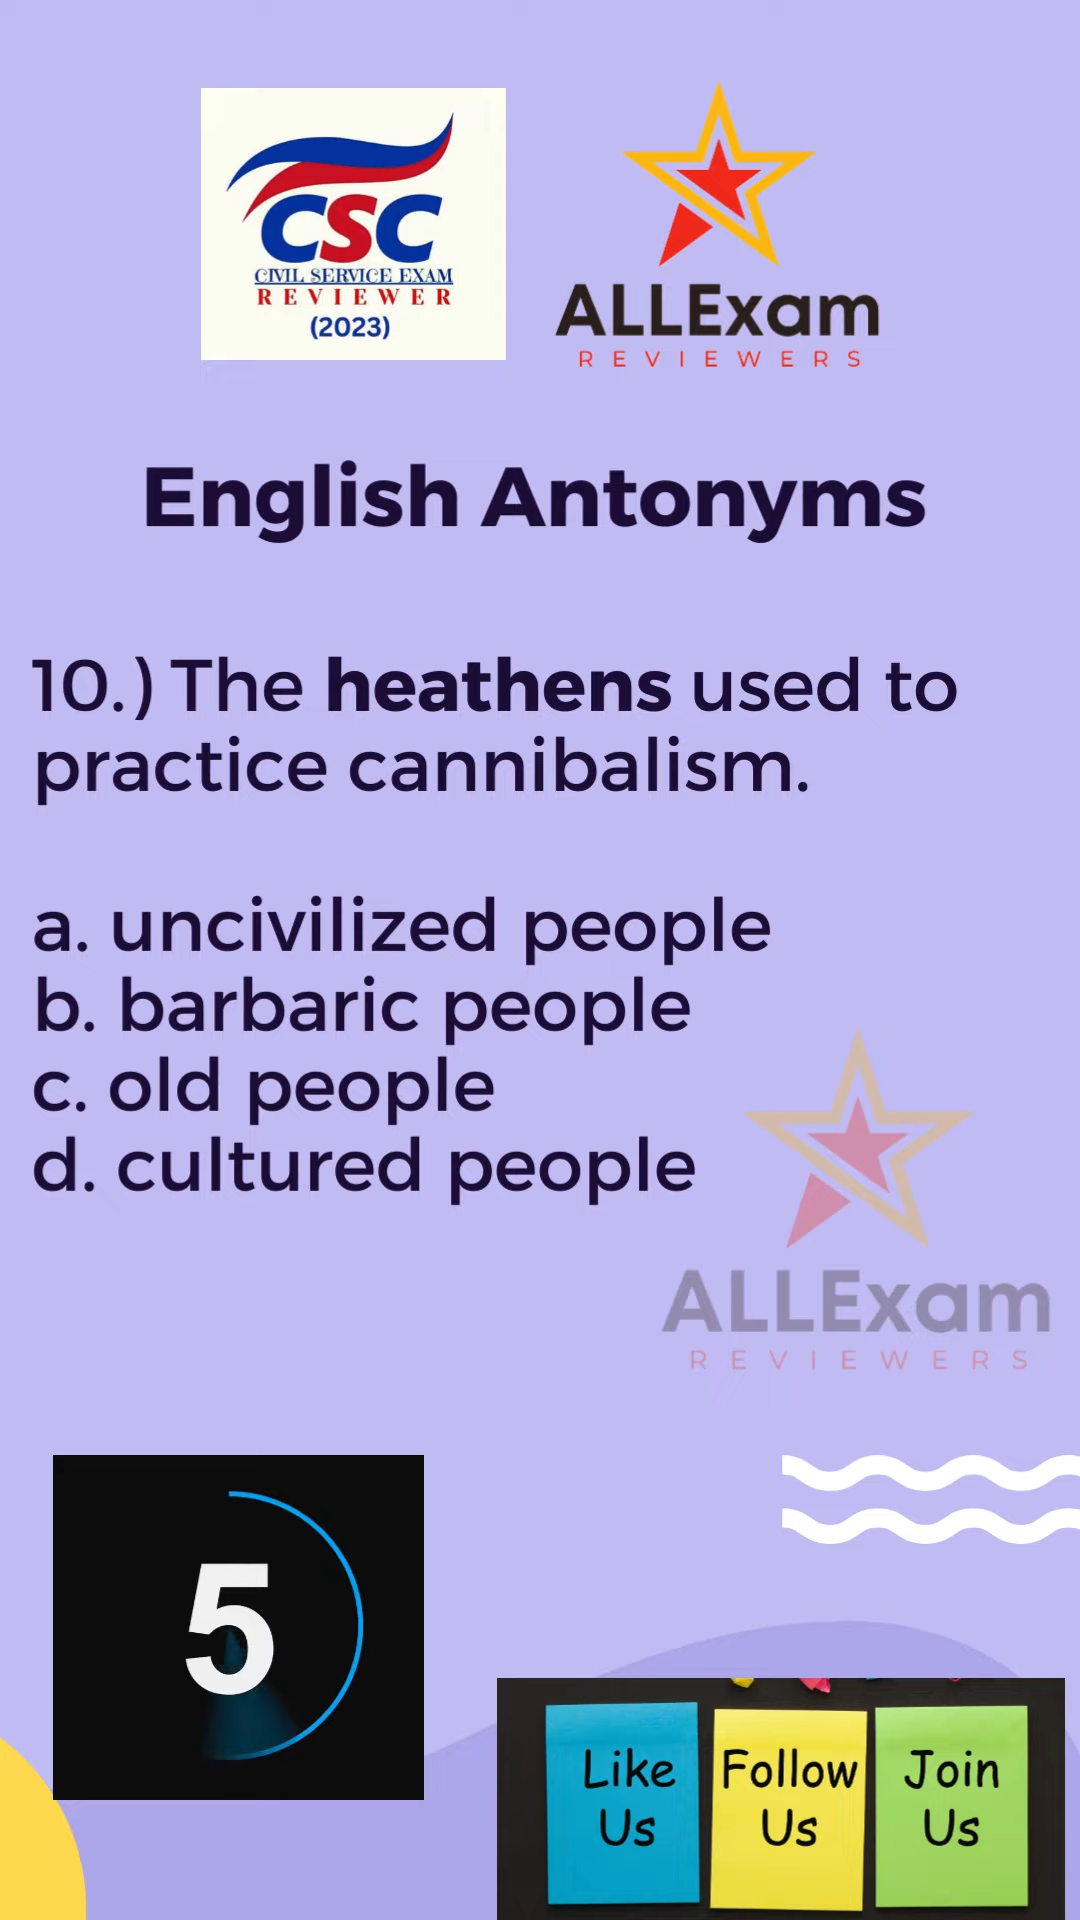 CSC
CIVIL SERVICE EXAM
REVIEWER
(2023)
ALLExam
REVIEWERS
English Antonyms
10.) The heathens used to
practice cannibalism.
a. uncivilized people
b. barbaric people
c. old people
d. cultured people
ALLExam
REVIEWERS
5
Like
Us
Follow
Us
Join
Us